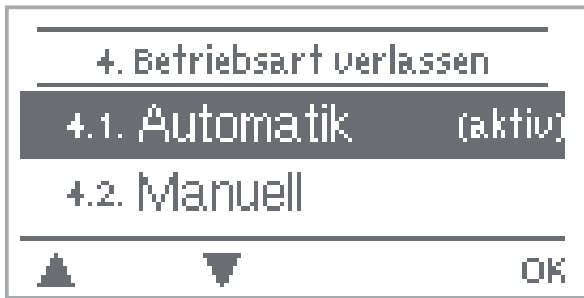 4. Betriebsart verlassen
4.1. Automatik (aktiv)
4.2. Manuell
OK